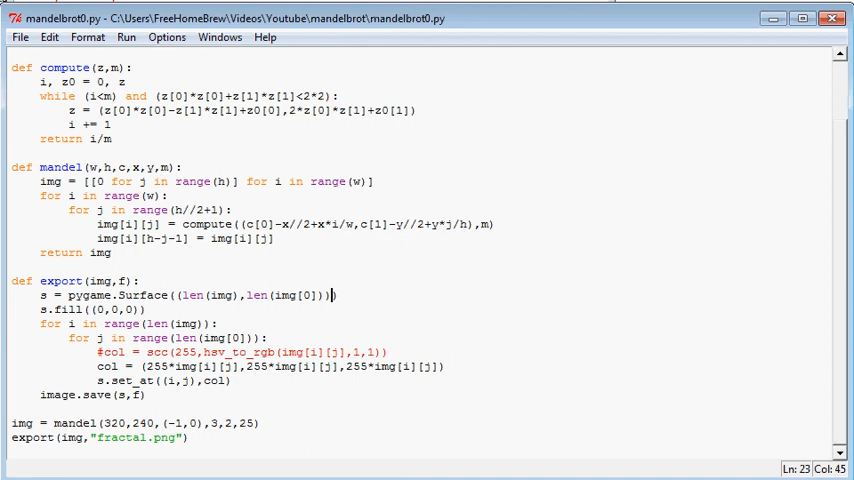 mandelbrot0.py - C:\Users\FreeHomeBrew\Videos\Youtube\mandelbrot\mandelbrot0.py
File Edit Format Run Options Windows Help
def compute(z,m):
    i, z0 = 0, z
    while (i<m) and (z[0]*z[0]+z[1]*z[1]<2*2):
        z = (z[0]*z[0]-z[1]*z[1]+z0[0],2*z[0]*z[1]+z0[1])
        i += 1
    return i/m
def mandel(w,h,c,x,y,m):
    img = [[0 for j in range(h)] for i in range(w)]
    for i in range(w):
        for j in range(h//2+1):
            img[i][j] = compute((c[0]-x//2+x*i/w,c[1]-y//2+y*j/h),m)
            img[i][h-j-1] = img[i][j]
    return img
def export(img,f):
    s = pygame.Surface((len(img),len(img[0])))
    s.fill((0,0,0))
    for i in range(len(img)):
        for j in range(len(img[0])):
            #col = scc(255,hsv_to_rgb(img[i][j],1,1))
            col = (255*img[i][j],255*img[i][j],255*img[i][j])
            s.set_at((i,j),col)
    image.save(s,f)
img = mandel(320,240,(-1,0),3,2,25)
export(img,"fractal.png")
Ln: 23 Col: 45